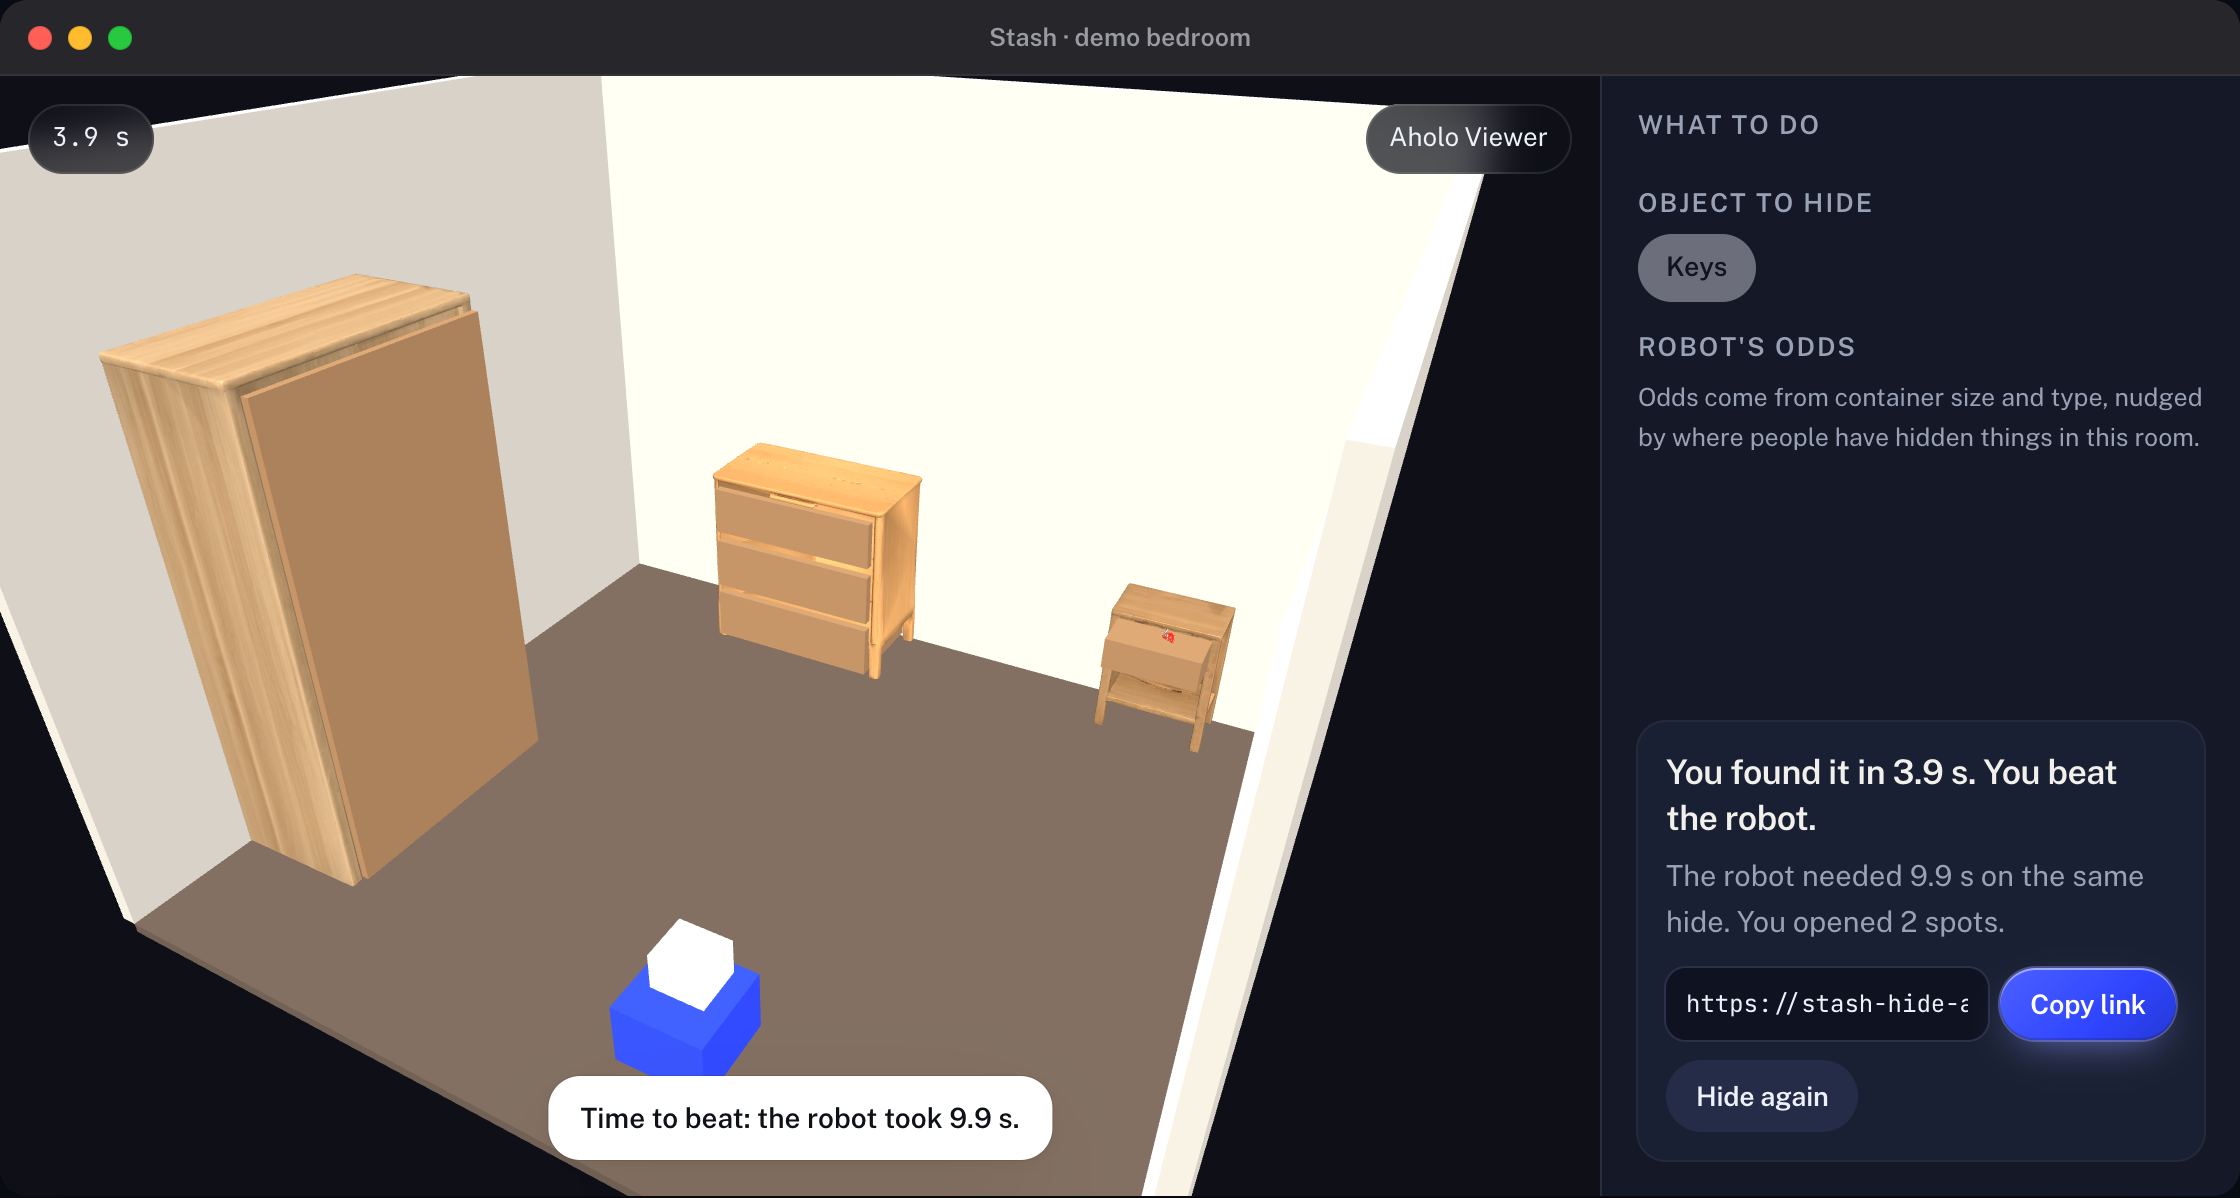 Stash · demo bedroom
3.9 s
Aholo Viewer
WHAT TO DO
OBJECT TO HIDE
Keys
ROBOT'S ODDS
Odds come from container size and type, nudged
by where people have hidden things in this room.
You found it in 3.9 s. You beat
the robot.
The robot needed 9.9 s on the same
hide. You opened 2 spots.
https://stash-hide-a
Copy link
Hide again
Time to beat: the robot took 9.9 s.